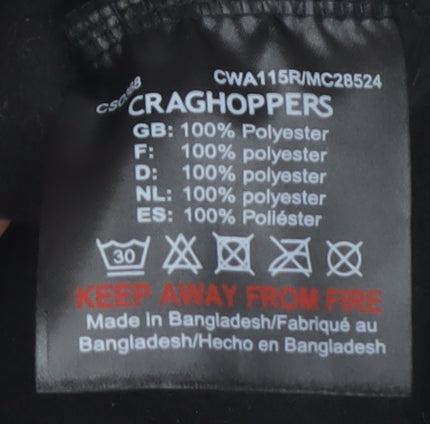 CWA115R/MC28524
CRAGHOPPERS
GB: 100% Polyester
F: 100% polyester
D: 100% polyester
NL: 100% polyester
ES: 100% Poliéster
30
KEEP AWAY FROM FIRE
Made in Bangladesh/Fabriqué au
Bangladesh/Hecho en Bangladesh